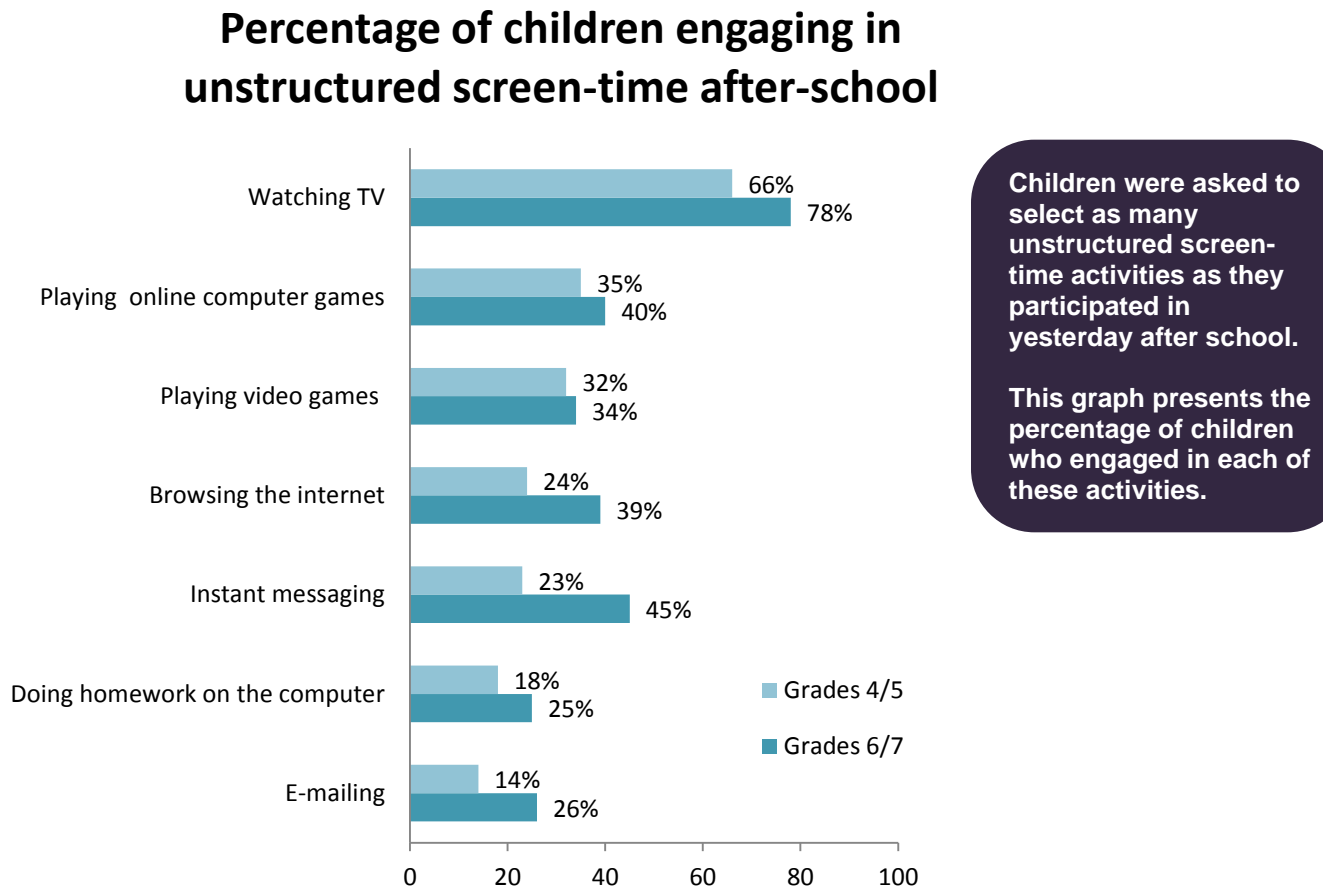 Percentage of children engaging in
unstructured screen-time after-school
Watching TV
66%
78%
Playing  online computer games
35%
40%
Playing video games
32%
34%
Browsing the internet
24%
39%
Instant messaging
23%
45%
Doing homework on the computer
18%
25%
E-mailing
14%
26%
Grades 4/5
Grades 6/7
0 20 40 60 80 100
Children were asked to
select as many
unstructured screen-
time activities as they
participated in
yesterday after school.
This graph presents the
percentage of children
who engaged in each of
these activities.